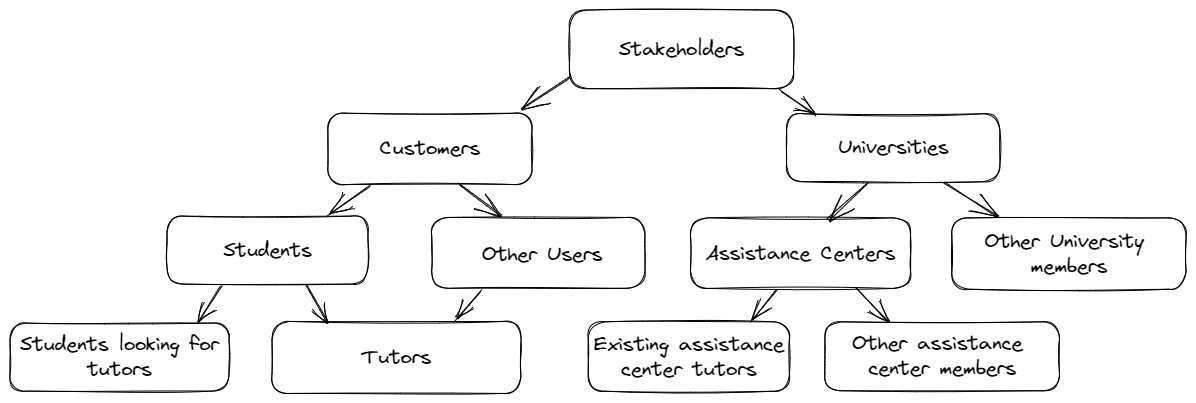 Stakeholders
Customers
Universities
Students
Other Users
Assistance Centers
Other University
members
Students looking for
tutors
Tutors
Existing assistance
center tutors
Other assistance
center members